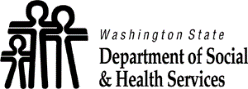 Washington State
Department of Social
& Health Services